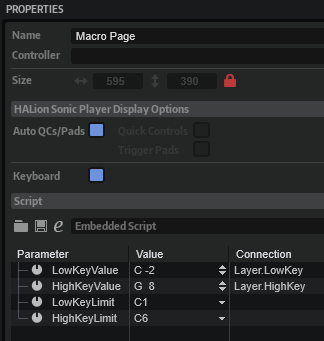 PROPERTIES
Name Macro Page
Controller
Size 595 390
HALion Sonic Player Display Options
Auto QCs/Pads Quick Controls
Trigger Pads
Keyboard
Script
e Embedded Script
Parameter Value Connection
LowKeyValue C -2 Layer.LowKey
HighKeyValue G 8 Layer.HighKey
LowKeyLimit C1
HighKeyLimit C6